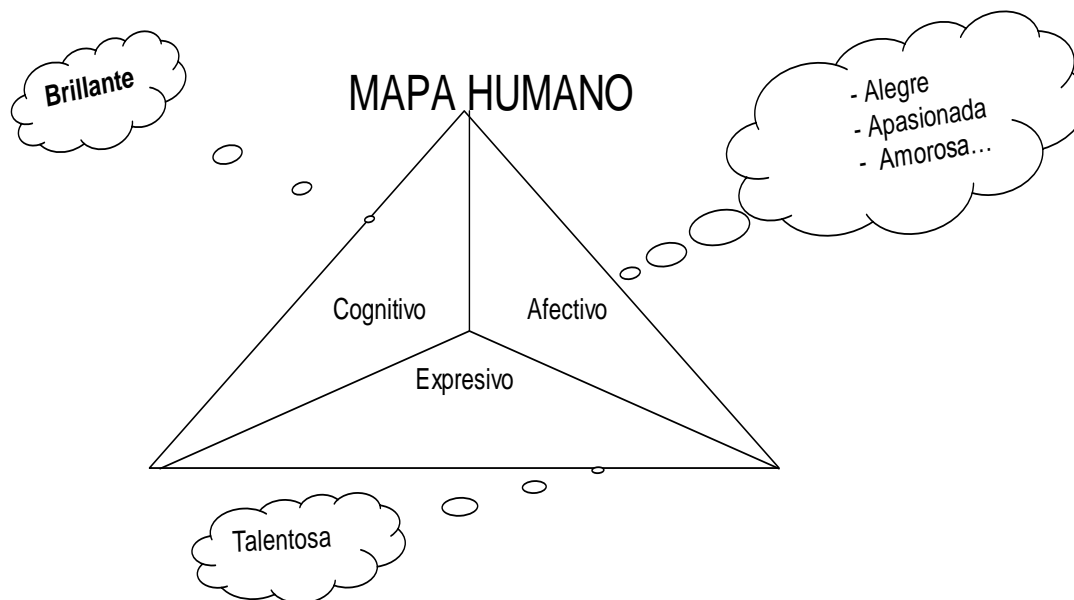 Brillante
MAPA HUMANO
- Alegre
- Apasionada
- Amorosa…
Cognitivo
Afectivo
Expresivo
Talentosa